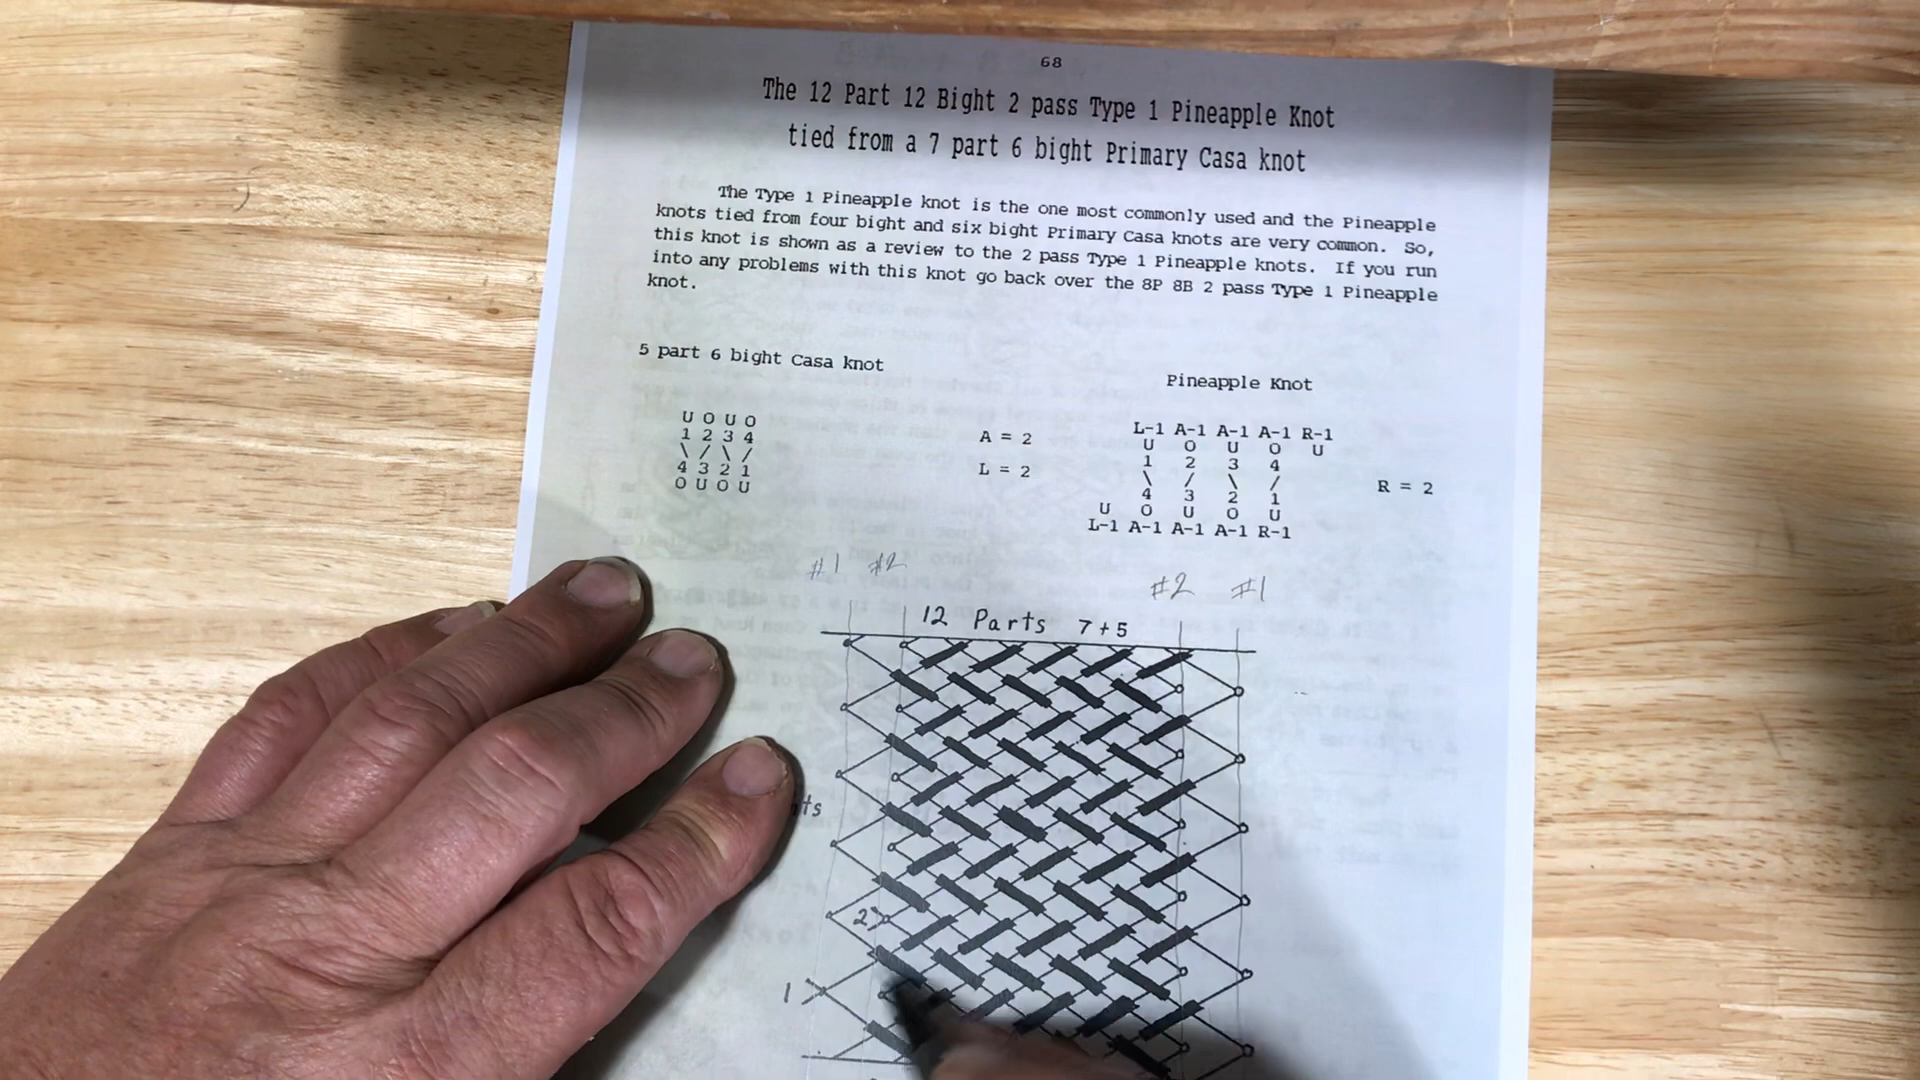 68
The 12 Part 12 Bight 2 pass Type 1 Pineapple Knot
tied from a 7 part 6 bight Primary Casa knot
The Type 1 Pineapple knot is the one most commonly used and the Pineapple
knots tied from four bight and six bight Primary Casa knots are very common. So,
this knot is shown as a review to the 2 pass Type 1 Pineapple knots. If you run
into any problems with this knot go back over the 8P 8B 2 pass Type 1 Pineapple
knot.
5 part 6 bight Casa knot
U O U O
1 2 3 4
\ / \ /
4 3 2 1
O U O U
A = 2
L = 2
Pineapple Knot
L-1 A-1 A-1 A-1 R-1
U O U O U
1 2 3 4
\ / \ /
4 3 2 1
U O U O U
L-1 A-1 A-1 A-1 R-1
R = 2
#1 #2 #2 #1
12 Parts 7+5
2
1